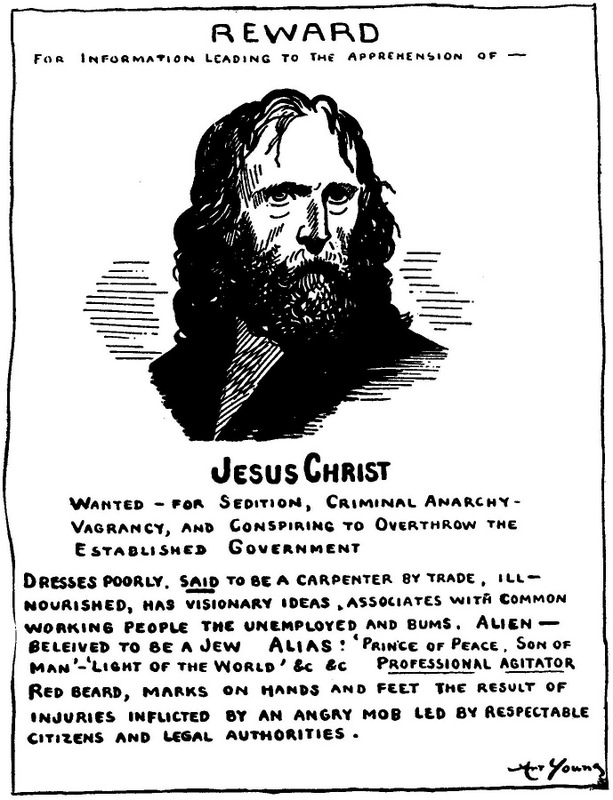 REWARD
FOR INFORMATION LEADING TO THE APPREHENSION OF —
JESUS CHRIST
WANTED - FOR SEDITION, CRIMINAL ANARCHY-
VAGRANCY, AND CONSPIRING TO OVERTHROW THE
ESTABLISHED GOVERNMENT
DRESSES POORLY. SAID TO BE A CARPENTER BY TRADE, ILL-
NOURISHED, HAS VISIONARY IDEAS, ASSOCIATES WITH COMMON
WORKING PEOPLE THE UNEMPLOYED AND BUMS. ALIEN —
BELEIVED TO BE A JEW ALIAS: 'PRINCE OF PEACE, SON OF
MAN'-'LIGHT OF THE WORLD' &C &C PROFESSIONAL AGITATOR
RED BEARD, MARKS ON HANDS AND FEET THE RESULT OF
INJURIES INFLICTED BY AN ANGRY MOB LED BY RESPECTABLE
CITIZENS AND LEGAL AUTHORITIES.
ART YOUNG